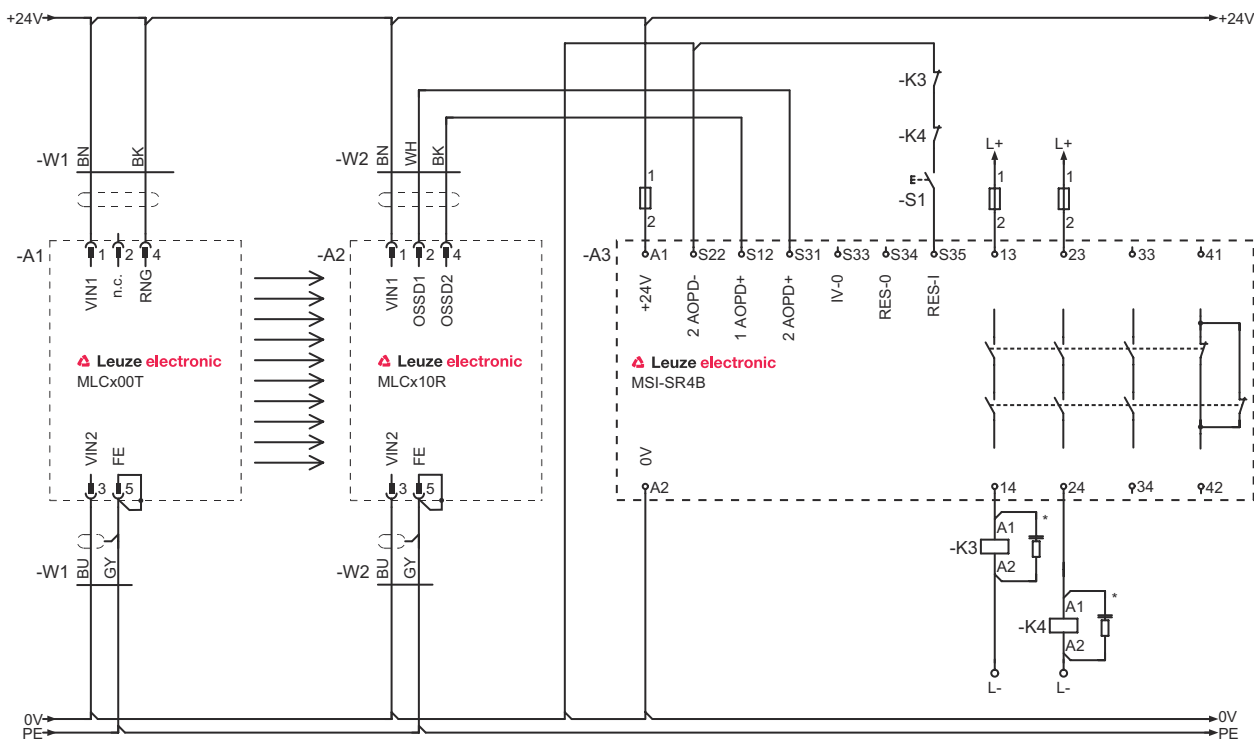 +24V
+24V
-K3
-K4
-S1
L+
L+
-W1
BN
BK
-W2
BN
WH
BK
1
2
1
2
1
2
-A1
1
2
4
VIN1
n.c.
RNG
-A2
1
2
4
VIN1
OSSD1
OSSD2
-A3
A1
S22
S12
S31
S33
S34
S35
13
23
33
41
+24V
2 AOPD-
1 AOPD+
2 AOPD+
IV-0
RES-0
RES-I
Leuze electronic
MLCx00T
Leuze electronic
MLCx10R
Leuze electronic
MSI-SR4B
VIN2
FE
VIN2
FE
0V
3
5
3
5
A2
14
24
34
42
-K3
A1
A2
*
-W1
BU
GY
-W2
BU
GY
-K4
A1
A2
*
L-
L-
0V
0V
PE
PE